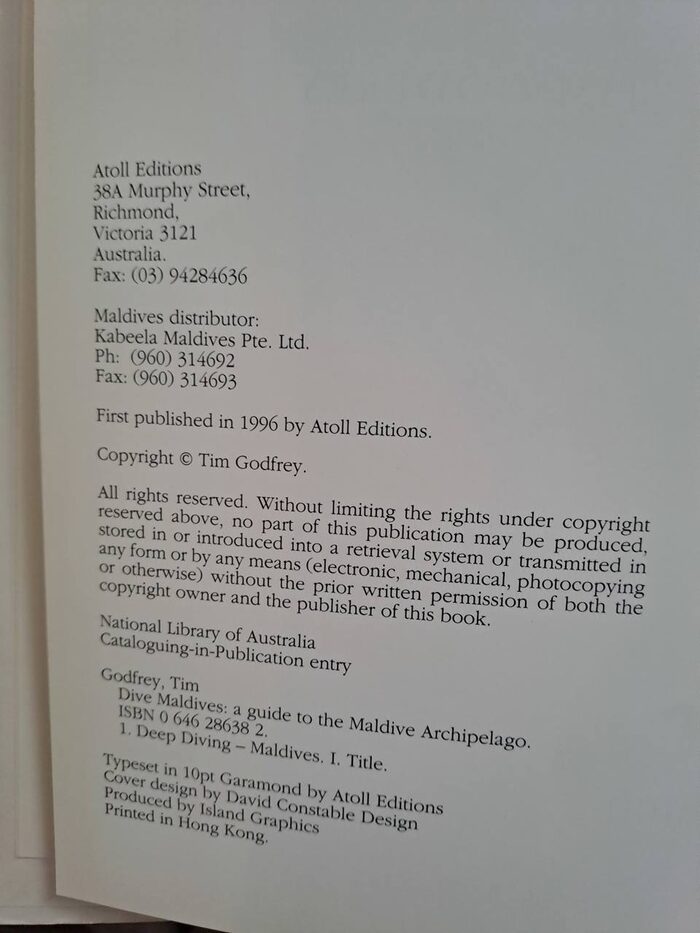 Atoll Editions
38A Murphy Street,
Richmond,
Victoria 3121
Australia.
Fax: (03) 94284636
Maldives distributor:
Kabeela Maldives Pte. Ltd.
Ph: (960) 314692
Fax: (960) 314693
First published in 1996 by Atoll Editions.
Copyright © Tim Godfrey.
All rights reserved. Without limiting the rights under copyright
reserved above, no part of this publication may be produced,
stored in or introduced into a retrieval system or transmitted in
any form or by any means (electronic, mechanical, photocopying
or otherwise) without the prior written permission of both the
copyright owner and the publisher of this book.
National Library of Australia
Cataloguing-in-Publication entry
Godfrey, Tim
Dive Maldives: a guide to the Maldive Archipelago.
ISBN 0 646 28638 2.
1. Deep Diving – Maldives. I. Title.
Typeset in 10pt Garamond by Atoll Editions
Cover design by David Constable Design
Produced by Island Graphics
Printed in Hong Kong.